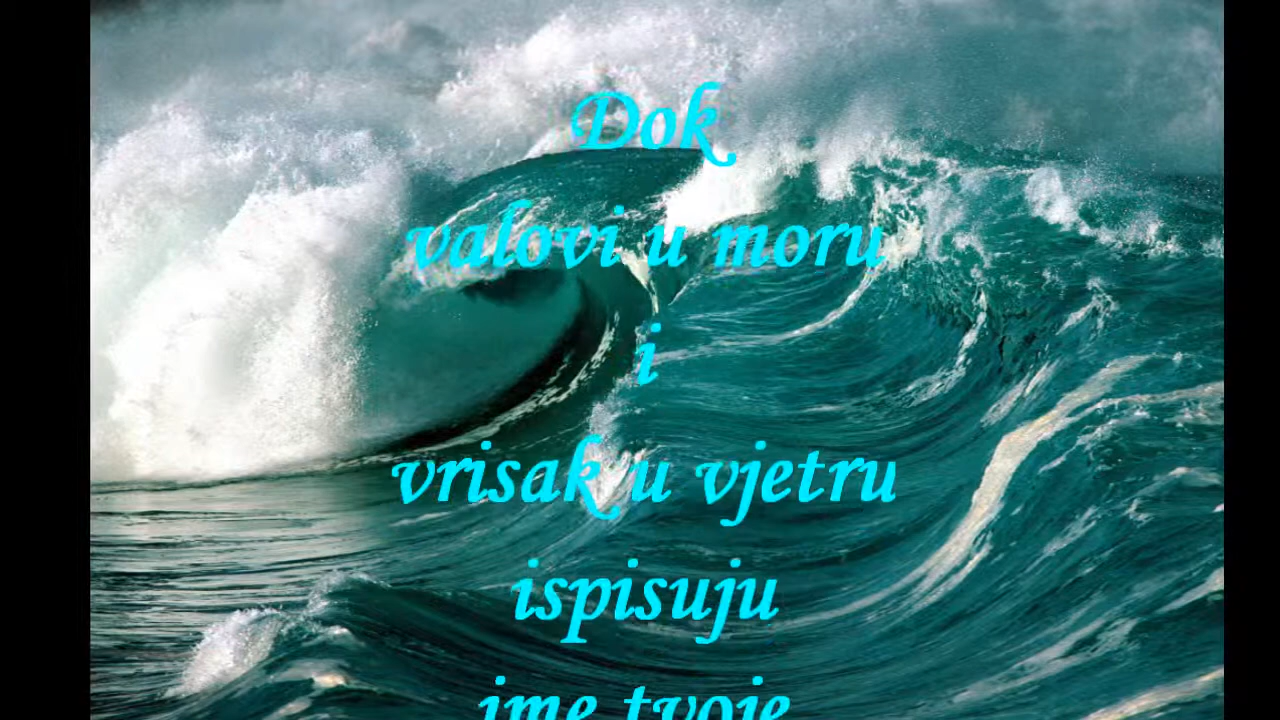 Dok
valovi u moru
i
vrisak u vjetru
ispisuju
ime tvoje